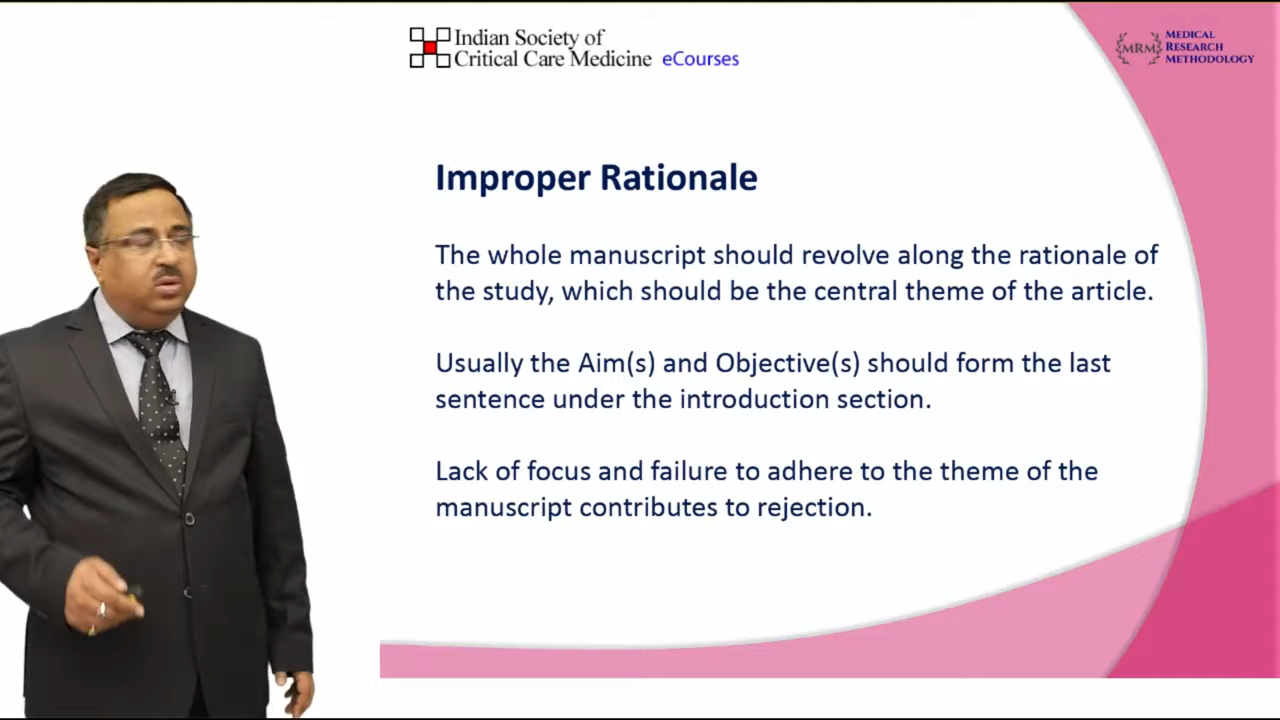 Indian Society of
Critical Care Medicine eCourses
MRM
MEDICAL
RESEARCH
METHODOLOGY
Improper Rationale
The whole manuscript should revolve along the rationale of
the study, which should be the central theme of the article.
Usually the Aim(s) and Objective(s) should form the last
sentence under the introduction section.
Lack of focus and failure to adhere to the theme of the
manuscript contributes to rejection.